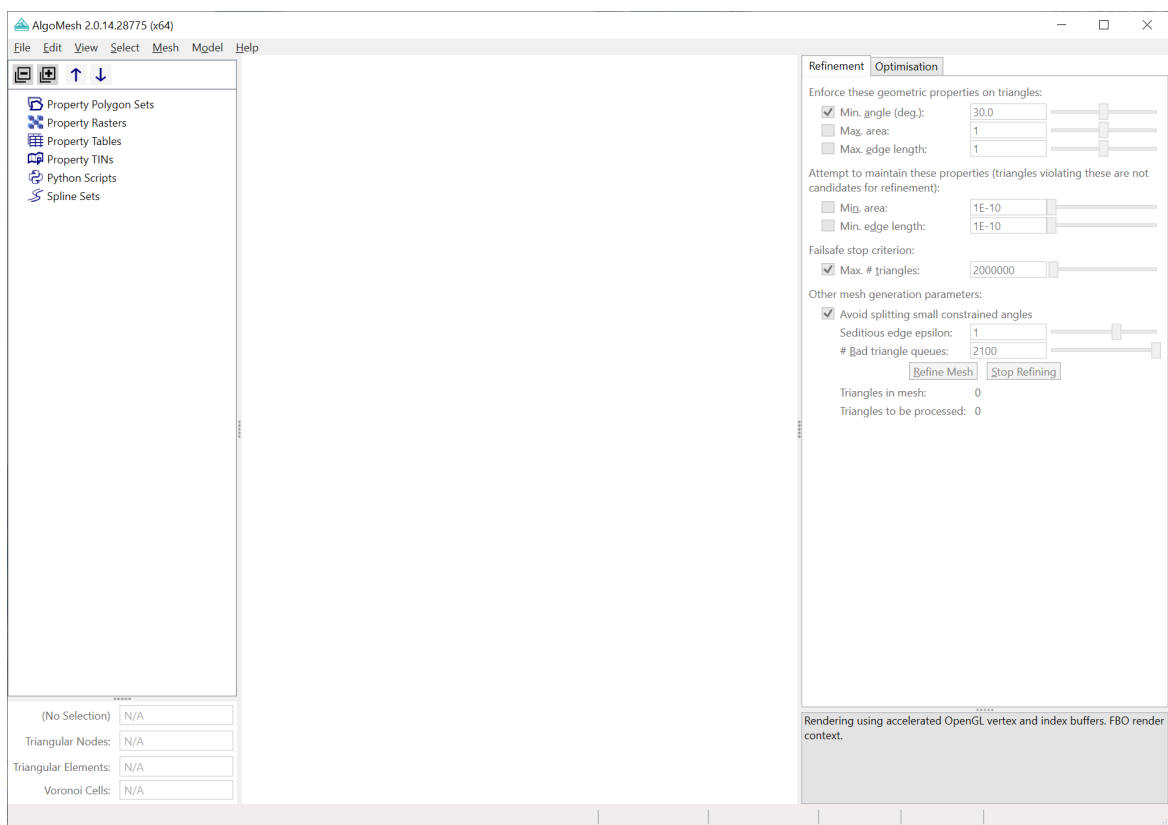 AlgoMesh 2.0.14.28775 (x64)
File Edit View Select Mesh Model Help
Property Polygon Sets
Property Rasters
Property Tables
Property TINs
Python Scripts
Spline Sets
(No Selection) N/A
Triangular Nodes: N/A
Triangular Elements: N/A
Voronoi Cells: N/A
Refinement Optimisation
Enforce these geometric properties on triangles:
Min. angle (deg.): 30.0
Max. area: 1
Max. edge length: 1
Attempt to maintain these properties (triangles violating these are not
candidates for refinement):
Min. area: 1E-10
Min. edge length: 1E-10
Failsafe stop criterion:
Max. # triangles: 2000000
Other mesh generation parameters:
Avoid splitting small constrained angles
Seditious edge epsilon: 1
# Bad triangle queues: 2100
Refine Mesh Stop Refining
Triangles in mesh: 0
Triangles to be processed: 0
Rendering using accelerated OpenGL vertex and index buffers. FBO render
context.